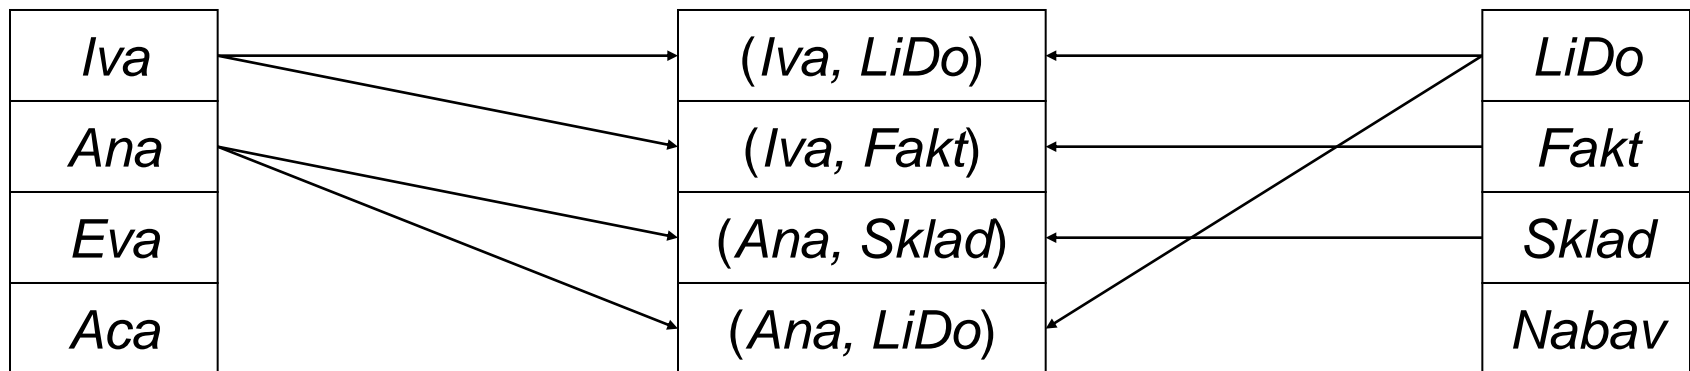 Iva (Iva, LiDo) LiDo
Ana (Iva, Fakt) Fakt
Eva (Ana, Sklad) Sklad
Aca (Ana, LiDo) Nabav